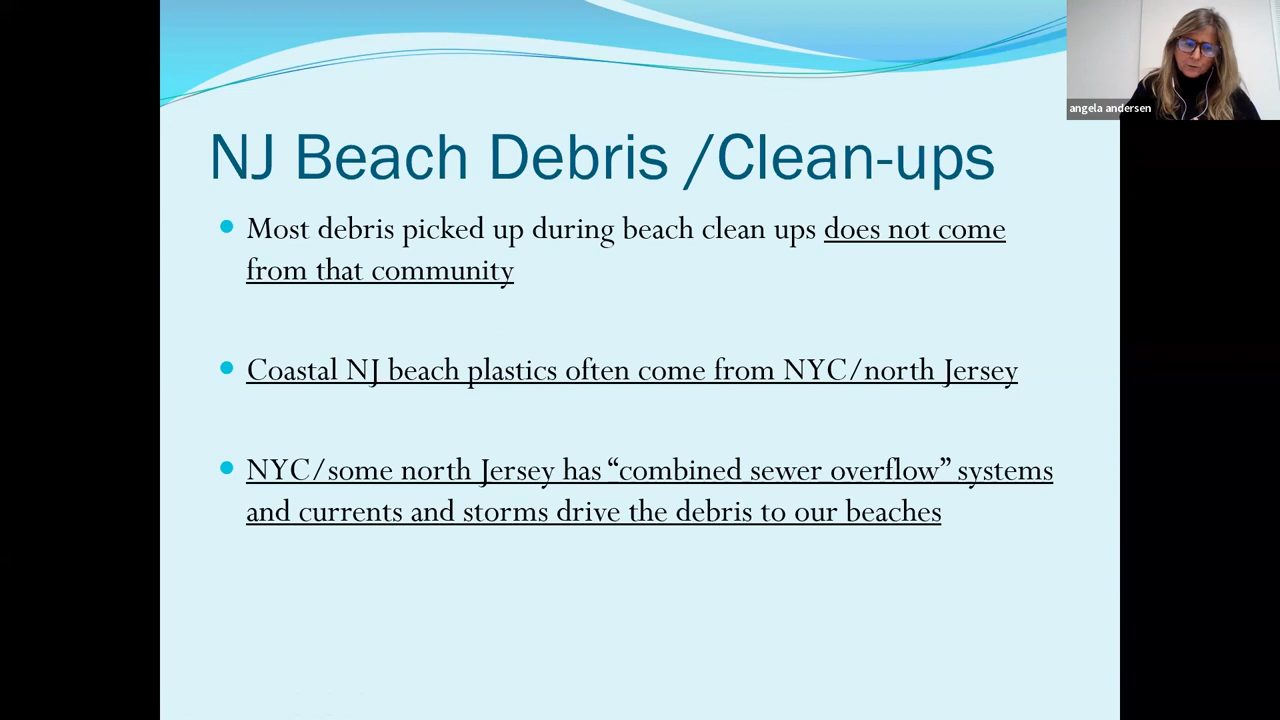 angela andersen
NJ Beach Debris /Clean-ups
Most debris picked up during beach clean ups does not come
from that community
Coastal NJ beach plastics often come from NYC/north Jersey
NYC/some north Jersey has “combined sewer overflow” systems
and currents and storms drive the debris to our beaches